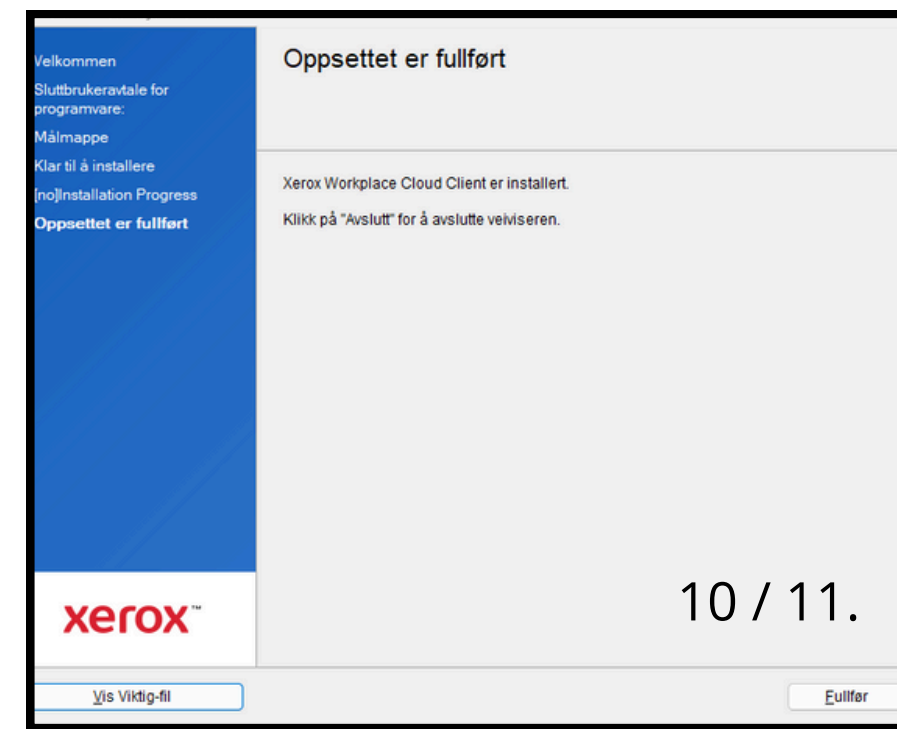 Velkommen
Sluttbrukeravtale for
programvare:
Målmappe
Klar til å installere
[no]Installation Progress
Oppsettet er fullført
Oppsettet er fullført
Xerox Workplace Cloud Client er installert.
Klikk på "Avslutt" for å avslutte veiviseren.
10 / 11.
xerox™
Vis Viktig-fil
Fullfør